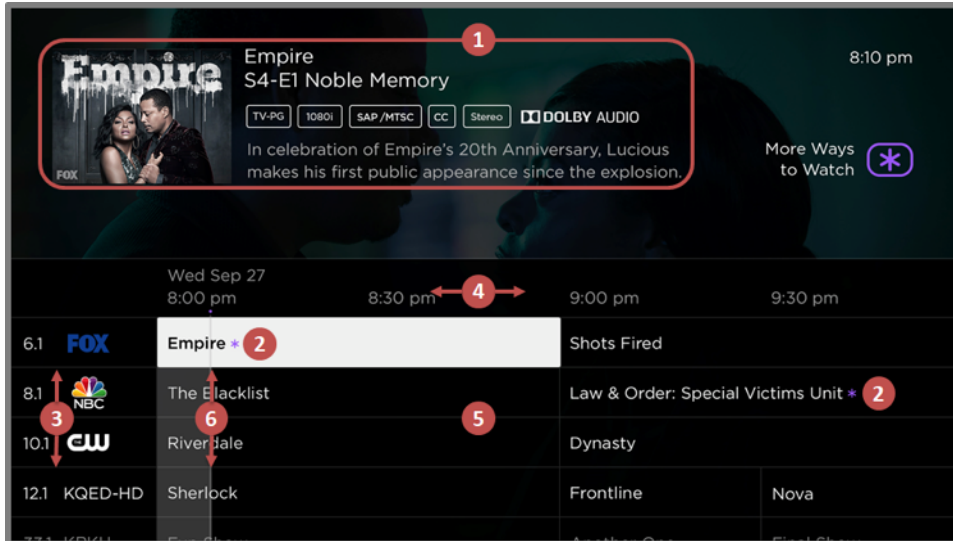 1
Empire
Empire
S4-E1 Noble Memory
8:10 pm
TV-PG 1080i SAP /MTSC CC Stereo DOLBY AUDIO
In celebration of Empire's 20th Anniversary, Lucious
makes his first public appearance since the explosion.
FOX
More Ways
to Watch *
Wed Sep 27
8:00 pm 8:30 pm 4 9:00 pm 9:30 pm
6.1 FOX Empire * 2 Shots Fired
8.1 NBC The Blacklist Law & Order: Special Victims Unit * 2
3 6 5
10.1 CW Riverdale Dynasty
12.1 KQED-HD Sherlock Frontline Nova